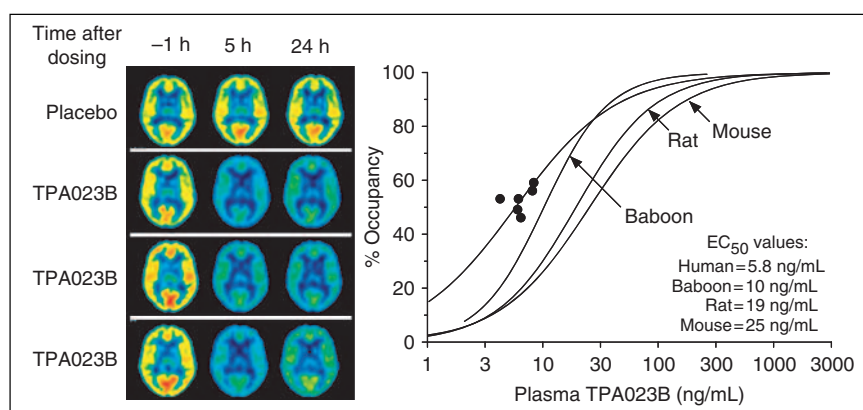 Time after
dosing
–1 h 5 h 24 h
Placebo
TPA023B
TPA023B
TPA023B
% Occupancy
100
80
60
40
20
0
Rat
Mouse
Baboon
EC50 values:
Human=5.8 ng/mL
Baboon=10 ng/mL
Rat=19 ng/mL
Mouse=25 ng/mL
1 3 10 30 100 300 1000 3000
Plasma TPA023B (ng/mL)